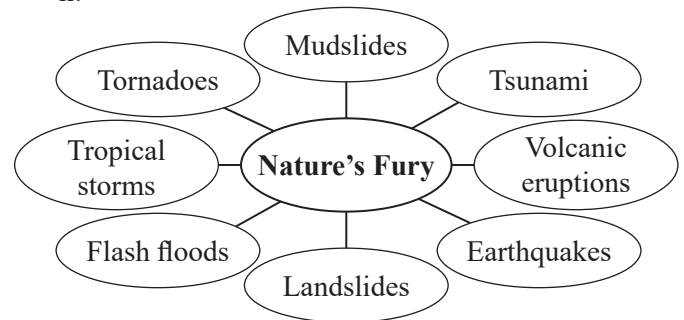 Mudslides
Tornadoes
Tsunami
Tropical
storms
Nature's Fury
Volcanic
eruptions
Flash floods
Earthquakes
Landslides